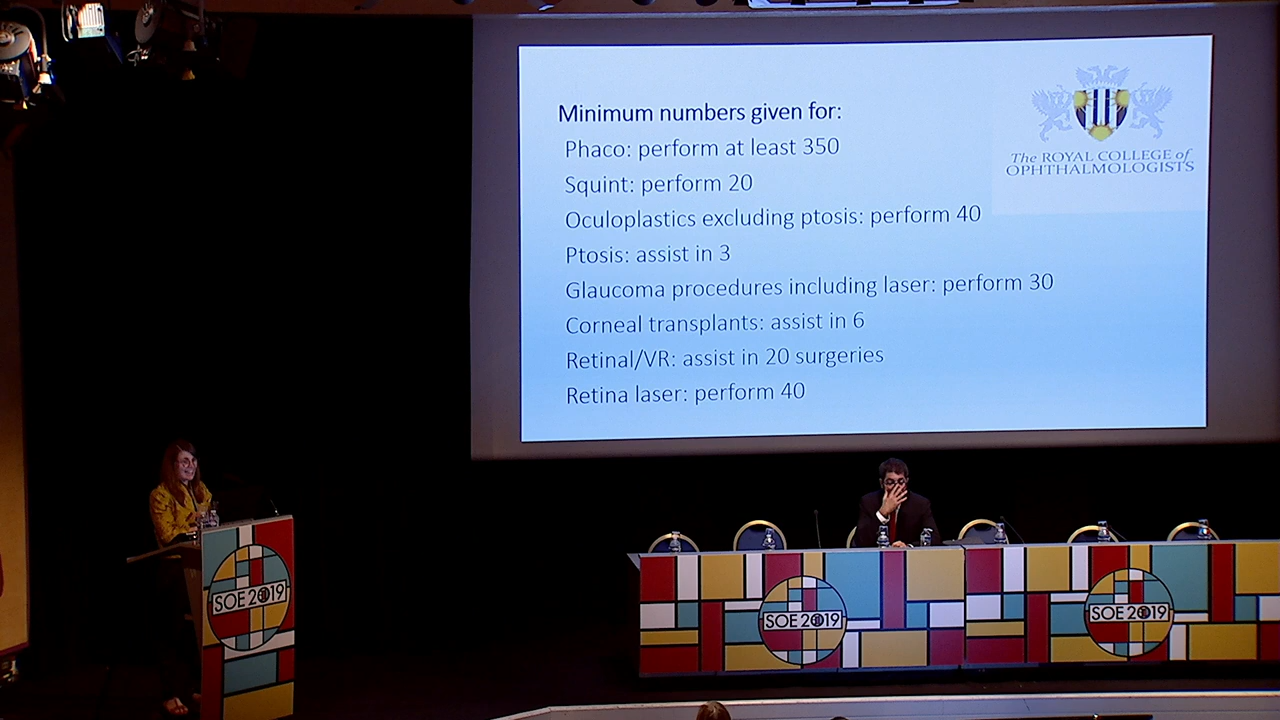 Minimum numbers given for:
Phaco: perform at least 350
Squint: perform 20
Oculoplastics excluding ptosis: perform 40
Ptosis: assist in 3
Glaucoma procedures including laser: perform 30
Corneal transplants: assist in 6
Retinal/VR: assist in 20 surgeries
Retina laser: perform 40
The ROYAL COLLEGE of
OPHTHALMOLOGISTS
SOE 2019
SOE 2019
SOE 2019